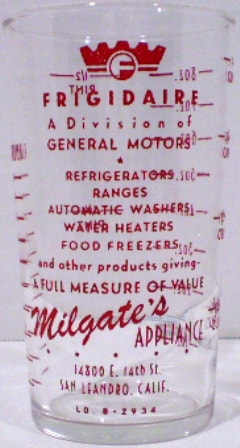 F
FRIGIDAIRE
A Division of
GENERAL MOTORS
REFRIGERATORS
RANGES
AUTOMATIC WASHERS
WATER HEATERS
FOOD FREEZERS
and other products giving-
A FULL MEASURE OF VALUE
Milgate's
APPLIANCE
14800 E. 14th St.
SAN LEANDRO, CALIF.
LO. 8-2934